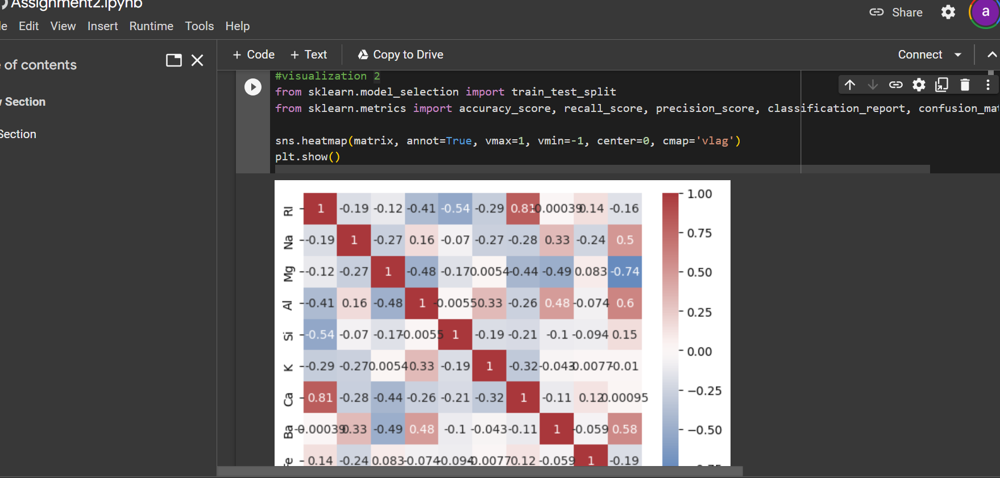 Assignment2.ipynb
Edit View Insert Runtime Tools Help
Share
a
of contents
Section
Section
+ Code + Text Copy to Drive
Connect
#visualization 2
from sklearn.model_selection import train_test_split
from sklearn.metrics import accuracy_score, recall_score, precision_score, classification_report,
sns.heatmap(matrix, annot=True, vmax=1, vmin=-1, center=0, cmap='vlag')
plt.show()
RI 1 -0.19 -0.12 -0.41 -0.54 -0.29 0.81 -0.00039 0.14 -0.16
Na -0.19 1 -0.27 0.16 -0.07 -0.27 -0.28 0.33 -0.24 0.5
Mg -0.12 -0.27 1 -0.48 -0.17 0.0054 -0.44 -0.49 0.083 -0.74
Al -0.41 0.16 -0.48 1 -0.0055 0.33 -0.26 0.48 -0.074 0.6
Si -0.54 -0.07 -0.17 -0.0055 1 -0.19 -0.21 -0.1 -0.094 0.15
K -0.29 -0.27 0.0054 0.33 -0.19 1 -0.32 -0.043 -0.0077 -0.01
Ca 0.81 -0.28 -0.44 -0.26 -0.21 -0.32 1 -0.11 0.12 0.00095
Ba -0.00039 0.33 -0.49 0.48 -0.1 -0.043 -0.11 1 -0.059 0.58
0.14 -0.24 0.083 -0.074 -0.094 -0.0077 0.12 -0.059 1 -0.19
1.00
0.75
0.50
0.25
0.00
−0.25
−0.50